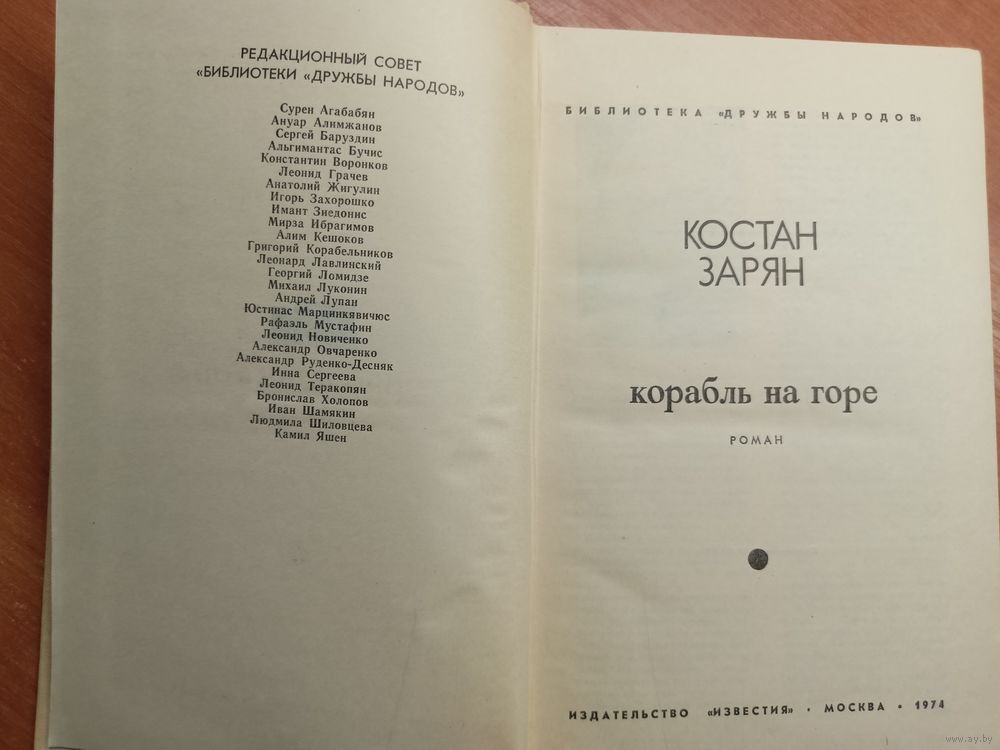 РЕДАКЦИОННЫЙ СОВЕТ
«БИБЛИОТЕКИ «ДРУЖБЫ НАРОДОВ»
Сурен Агабабян
Ануар Алимжанов
Сергей Баруздин
Альгимантас Бучис
Константин Воронков
Леонид Грачев
Анатолий Жигулин
Игорь Захорошко
Имант Зиедонис
Мирза Ибрагимов
Алим Кешоков
Григорий Корабельников
Леонард Лавлинский
Георгий Ломидзе
Михаил Луконин
Андрей Лупан
Юстинас Марцинкявичюс
Рафаэль Мустафин
Леонид Новиченко
Александр Овчаренко
Александр Руденко-Десняк
Инна Сергеева
Леонид Теракопян
Бронислав Холопов
Иван Шамякин
Людмила Шиловцева
Камил Яшен
БИБЛИОТЕКА «ДРУЖБЫ НАРОДОВ»
КОСТАН
ЗАРЯН
корабль на горе
РОМАН
ИЗДАТЕЛЬСТВО «ИЗВЕСТИЯ» · МОСКВА · 1974
www.ay.by